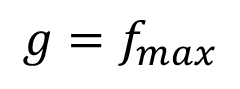 g = f_max